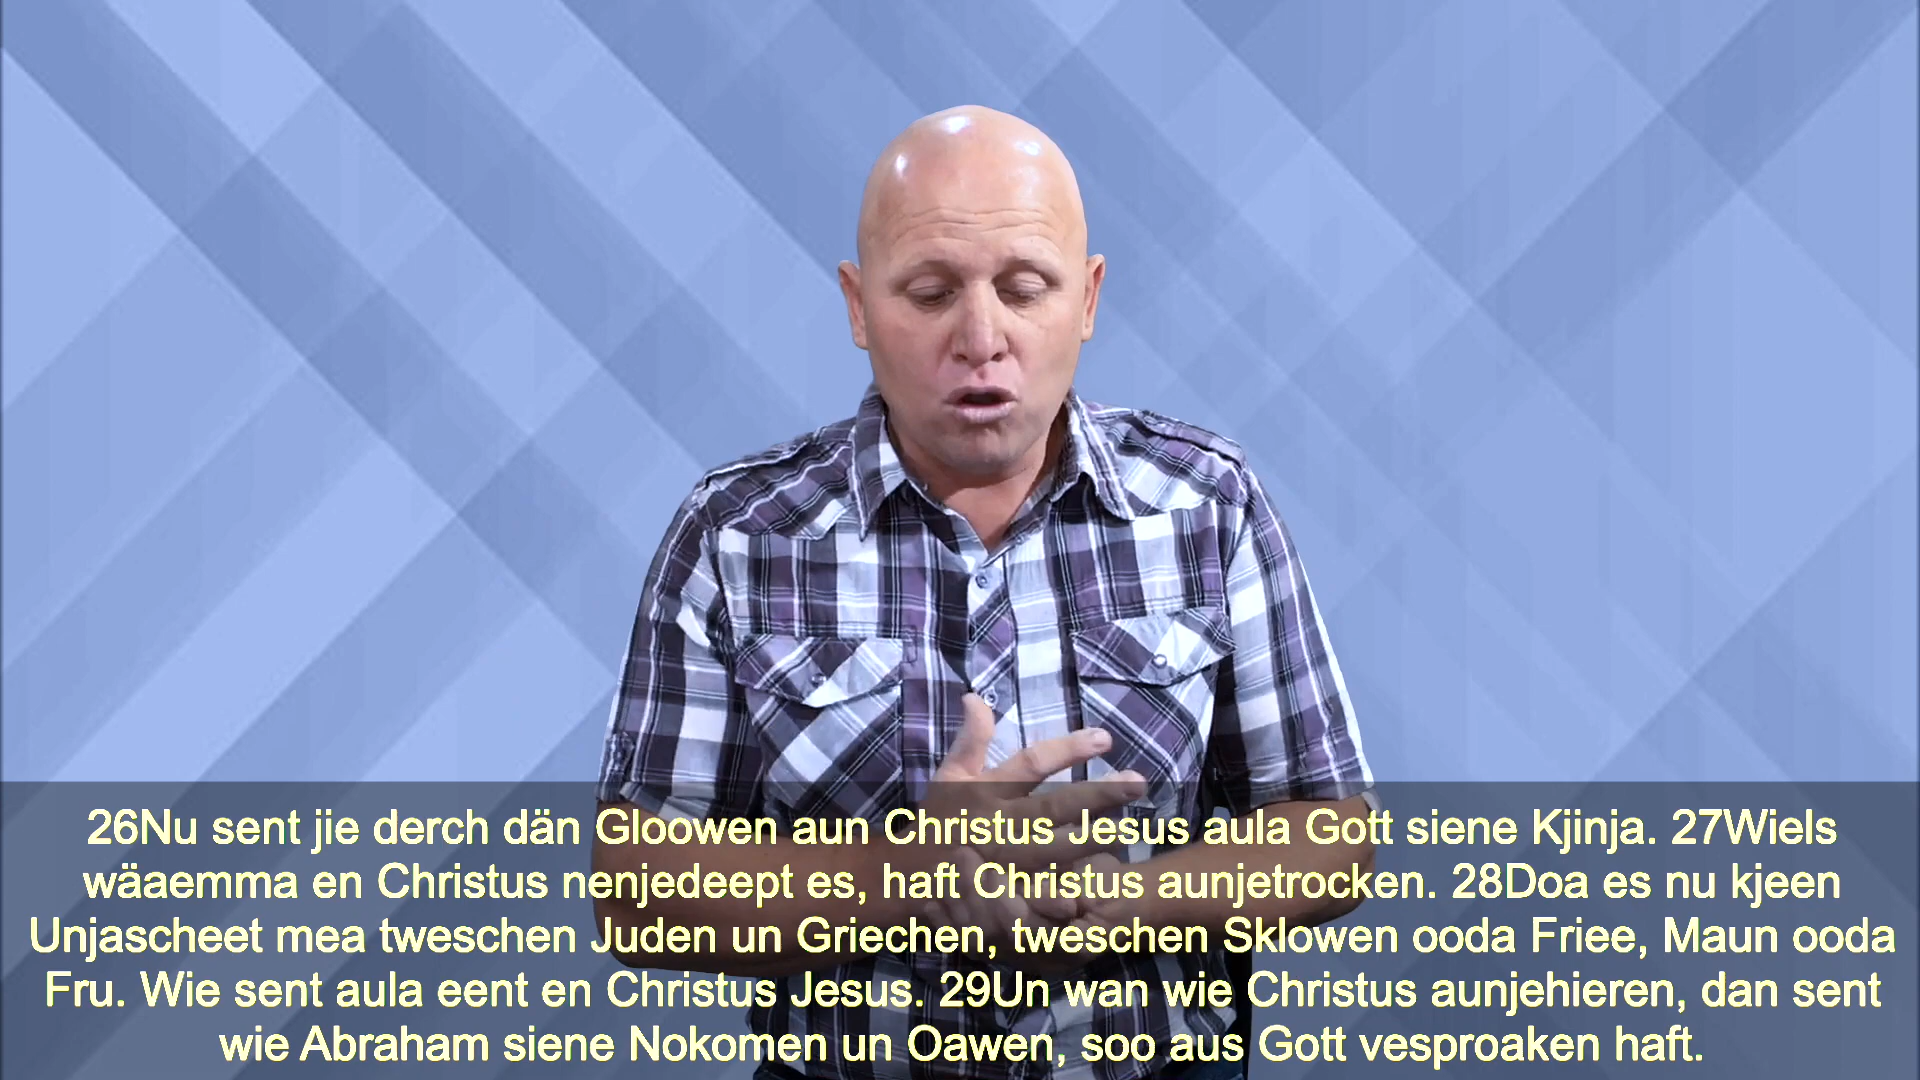 26Nu sent jie derch dän Gloowen aun Christus Jesus aula Gott siene Kjinja. 27Wiels
wäaemma en Christus nenjedeept es, haft Christus aunjetrocken. 28Doa es nu kjeen
Unjascheet mea tweschen Juden un Griechen, tweschen Sklowen ooda Friee, Maun ooda
Fru. Wie sent aula eent en Christus Jesus. 29Un wan wie Christus aunjehieren, dan sent
wie Abraham siene Nokomen un Oawen, soo aus Gott vesproaken haft.